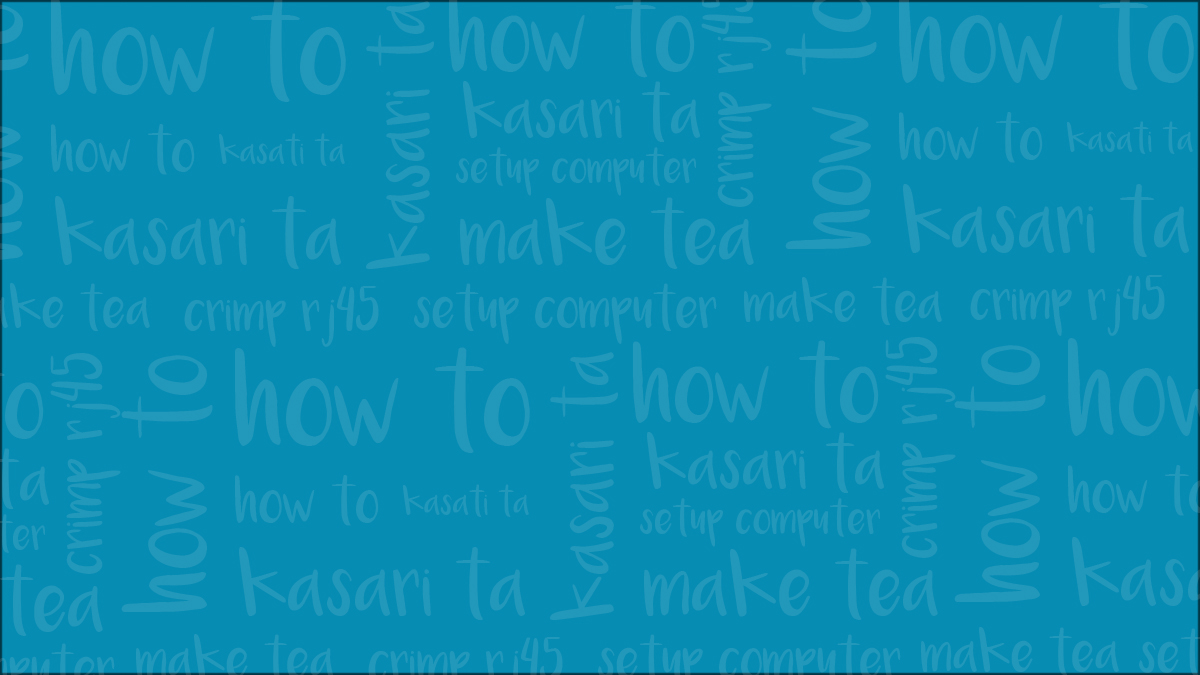 how to
kasari ta
how to
crimp rj45
how to
how to
how to kasati ta
kasari ta
kasari ta
setup computer
make tea
how to kasati ta
kasari ta
make tea crimp rj45 setup computer make tea crimp rj45
crimp rj45
how to
how to
how to kasati ta
kasari ta
kasari ta
how to
kasari ta
setup computer
make tea
crimp rj45
how to
how
how
tea
make tea crimp rj45 setup computer make tea